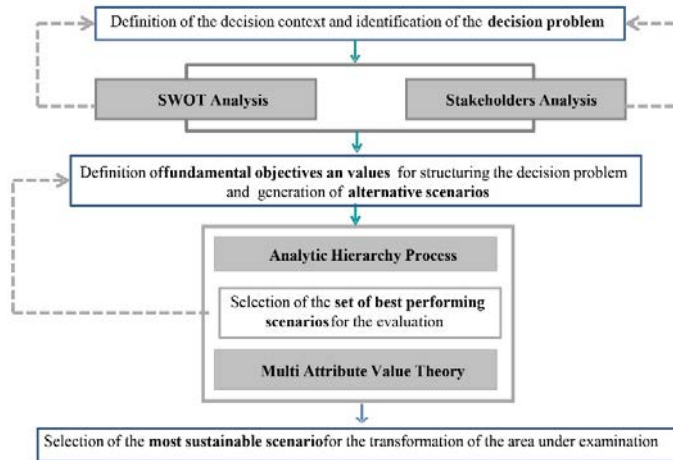 Definition of the decision context and identification of the decision problem
SWOT Analysis
Stakeholders Analysis
Definition offundamental objectives an values for structuring the decision problem
and generation of alternative scenarios
Analytic Hierarchy Process
Selection of the set of best performing
scenariosfor the evaluation
Multi Attribute Value Theory
Selection of the most sustainable scenariofor the transformation of the area under examination